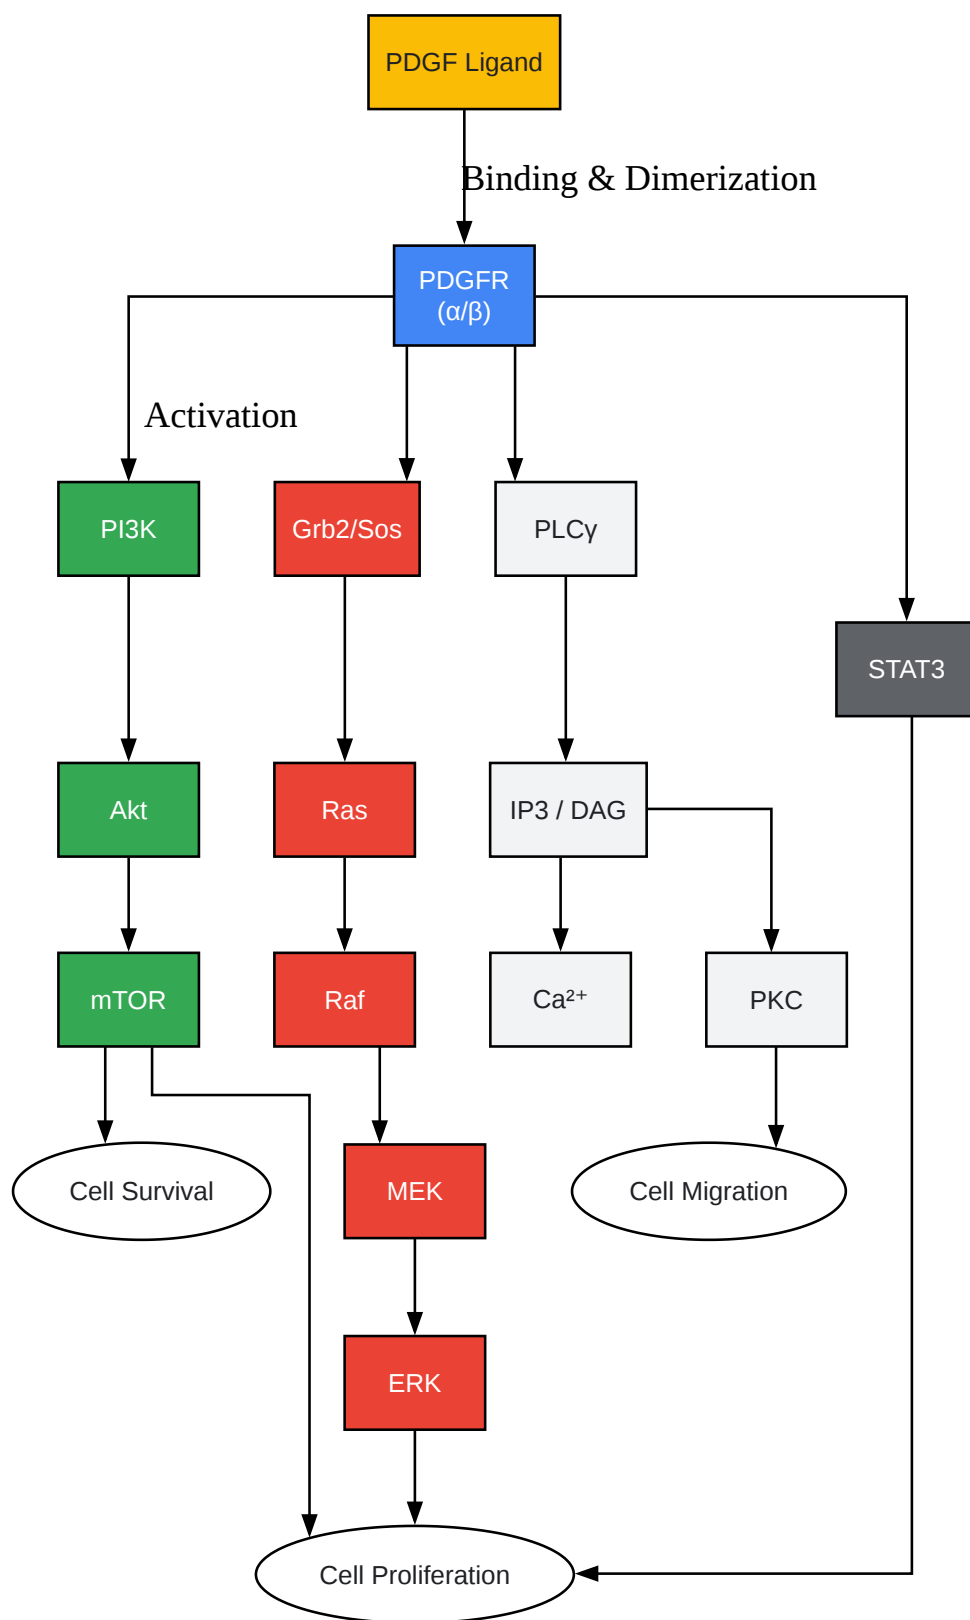 PDGF Ligand
Binding & Dimerization
PDGFR
(α/β)
Activation
PI3K
Grb2/Sos
PLCγ
STAT3
Akt
Ras
IP3 / DAG
mTOR
Raf
Ca²⁺
PKC
Cell Survival
MEK
Cell Migration
ERK
Cell Proliferation